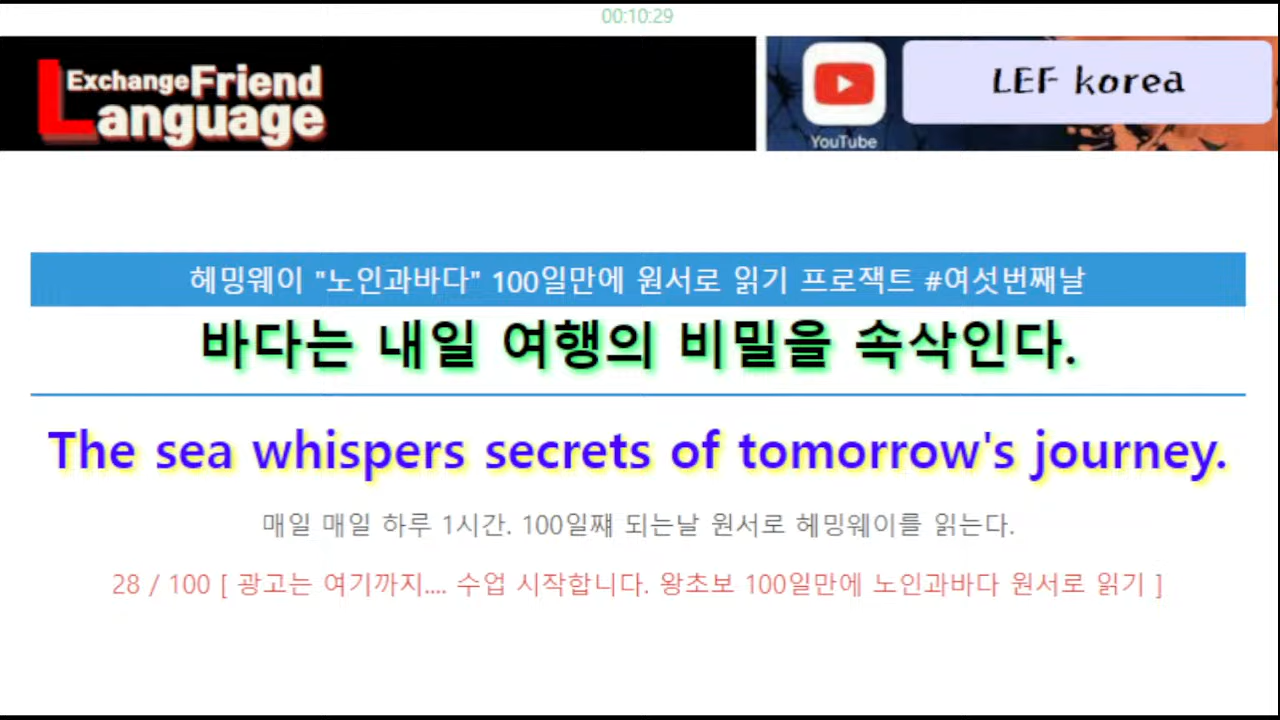 00:10:29
ExchangeFriend
Language
LEF korea
YouTube
헤밍웨이 "노인과바다" 100일만에 원서로 읽기 프로잭트 #여섯번째날
바다는 내일 여행의 비밀을 속삭인다.
The sea whispers secrets of tomorrow's journey.
매일 매일 하루 1시간. 100일째 되는날 원서로 헤밍웨이를 읽는다.
28 / 100 [ 광고는 여기까지.... 수업 시작합니다. 왕초보 100일만에 노인과바다 원서로 읽기 ]